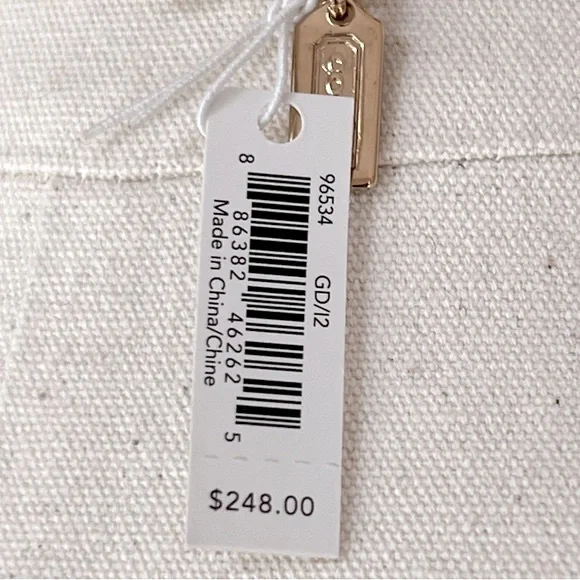 96534 GD/I2
8 86382 46262 5
Made in China/Chine
$248.00